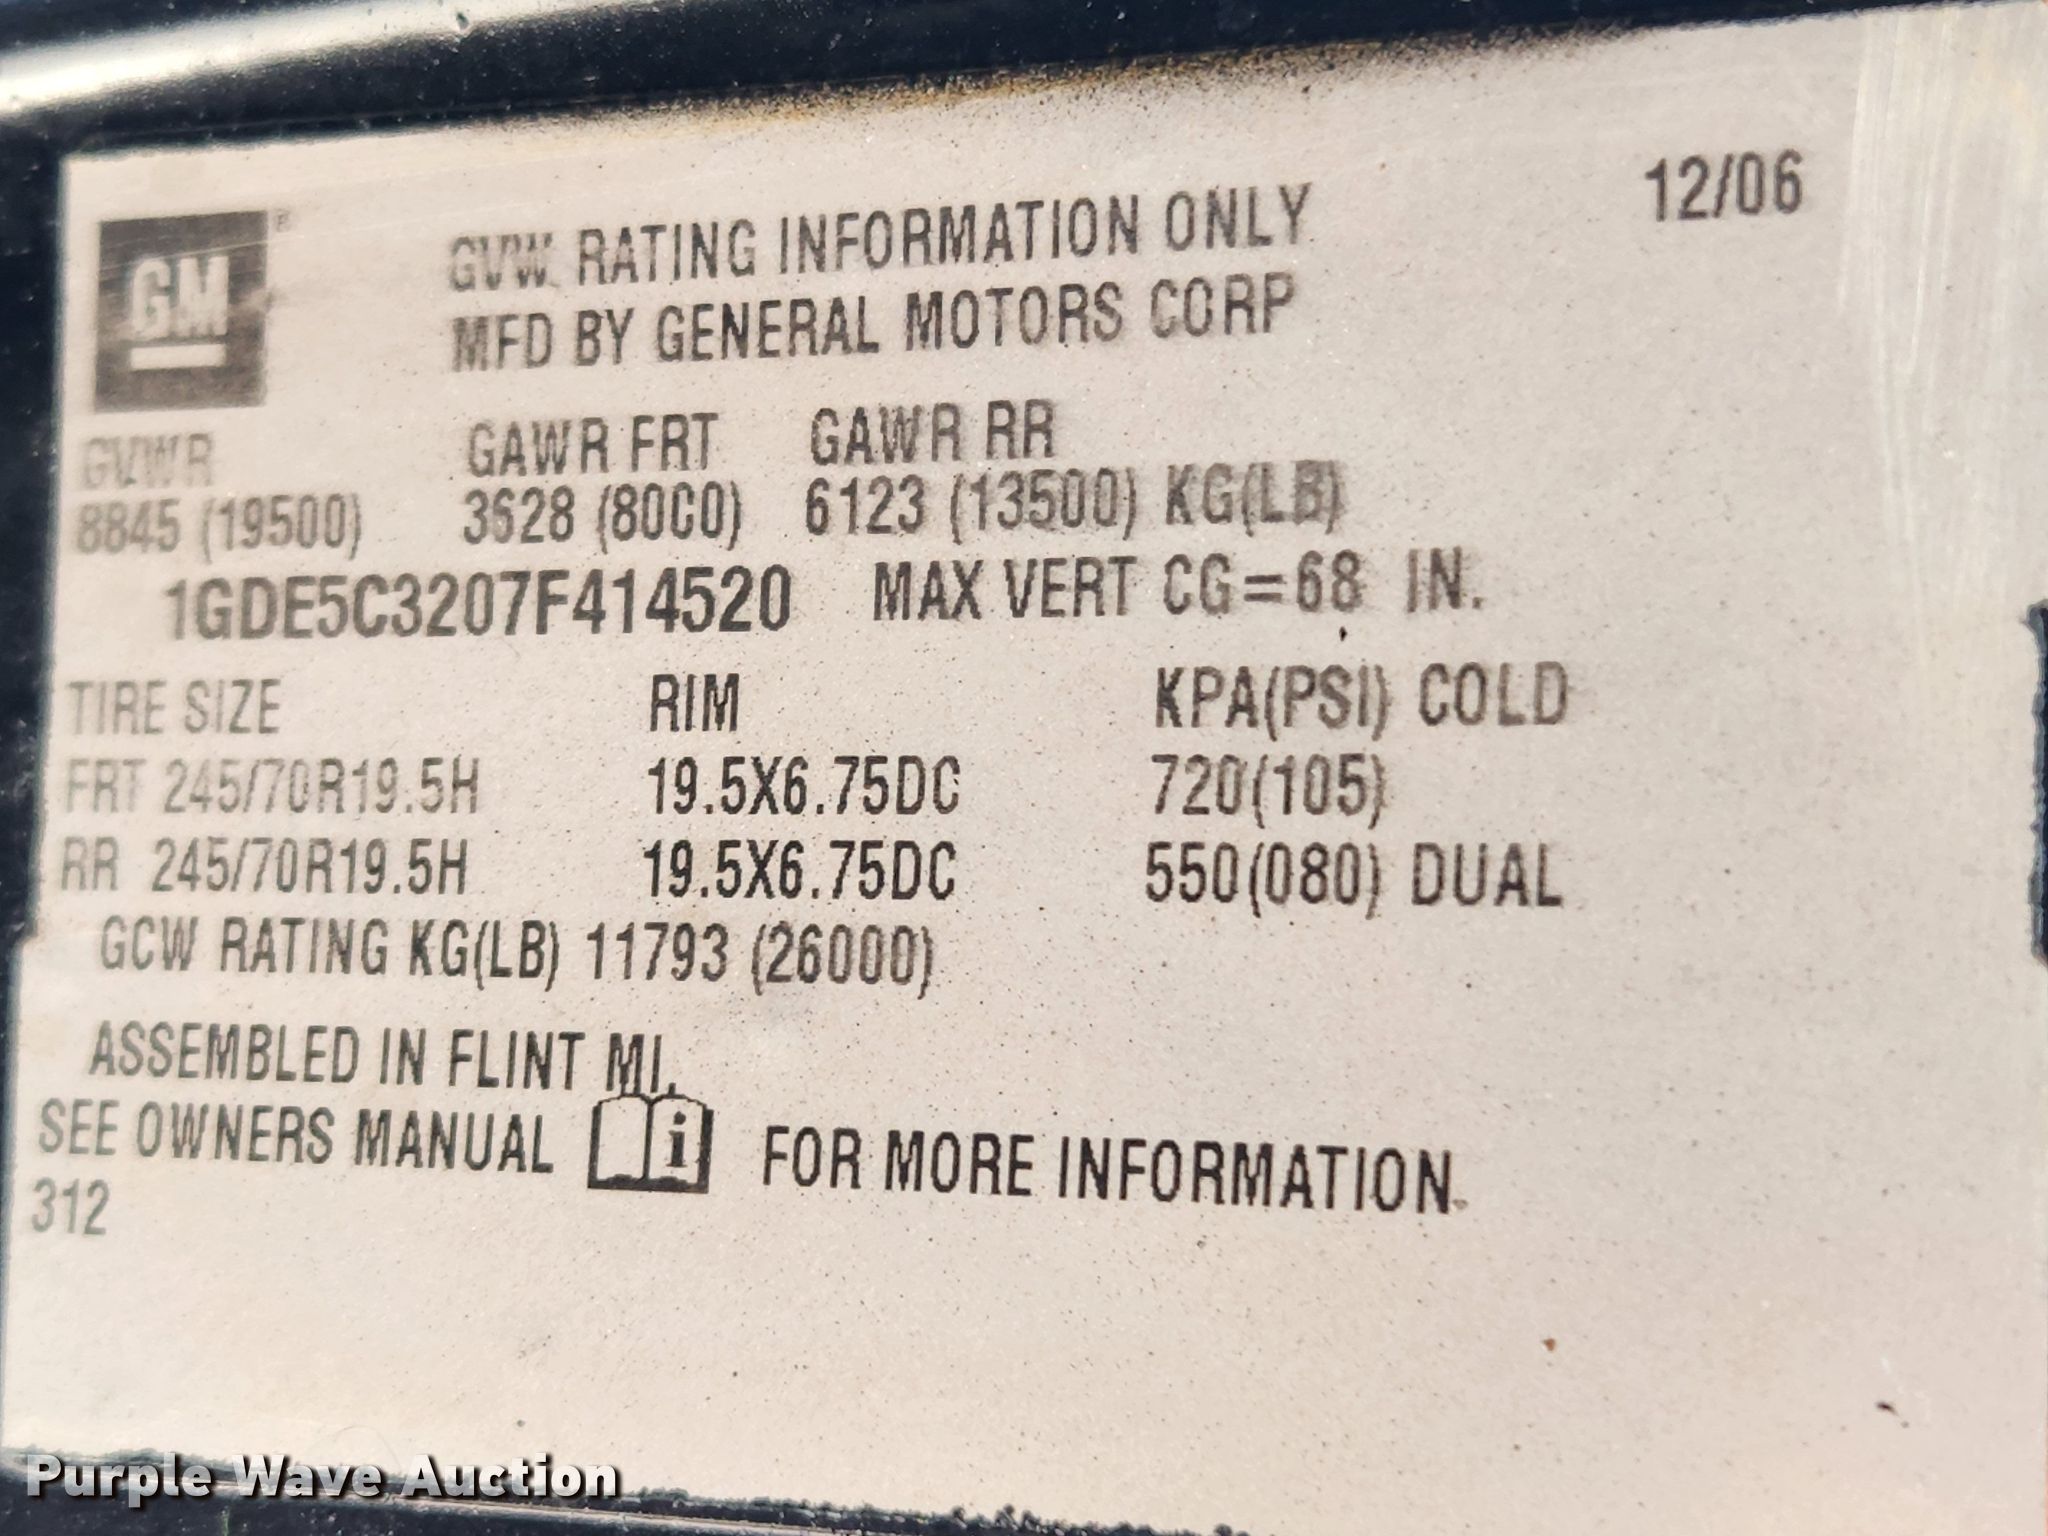 12/06
GM
GVW RATING INFORMATION ONLY
MFD BY GENERAL MOTORS CORP
GVWR GAWR FRT GAWR RR
8845 (19500) 3628 (8000) 6123 (13500) KG(LB)
1GDE5C3207F414520 MAX VERT CG=68 IN.
TIRE SIZE RIM KPA(PSI) COLD
FRT 245/70R19.5H 19.5X6.75DC 720(105)
RR 245/70R19.5H 19.5X6.75DC 550(080) DUAL
GCW RATING KG(LB) 11793 (26000)
ASSEMBLED IN FLINT MI.
SEE OWNERS MANUAL i FOR MORE INFORMATION.
312
Purple Wave Auction